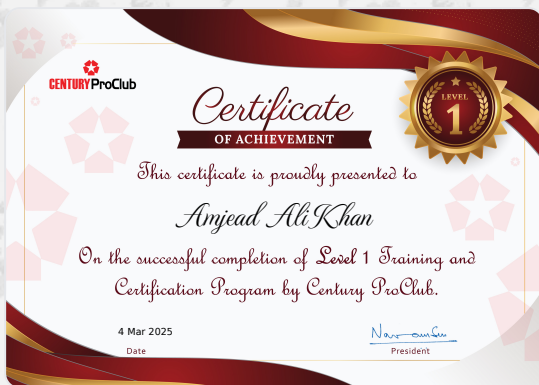 CENTURY ProClub
Certificate
OF ACHIEVEMENT
LEVEL
1
This certificate is proudly presented to
Amjead Ali Khan
On the successful completion of Level 1 Training and
Certification Program by Century ProClub.
4 Mar 2025
Date
President